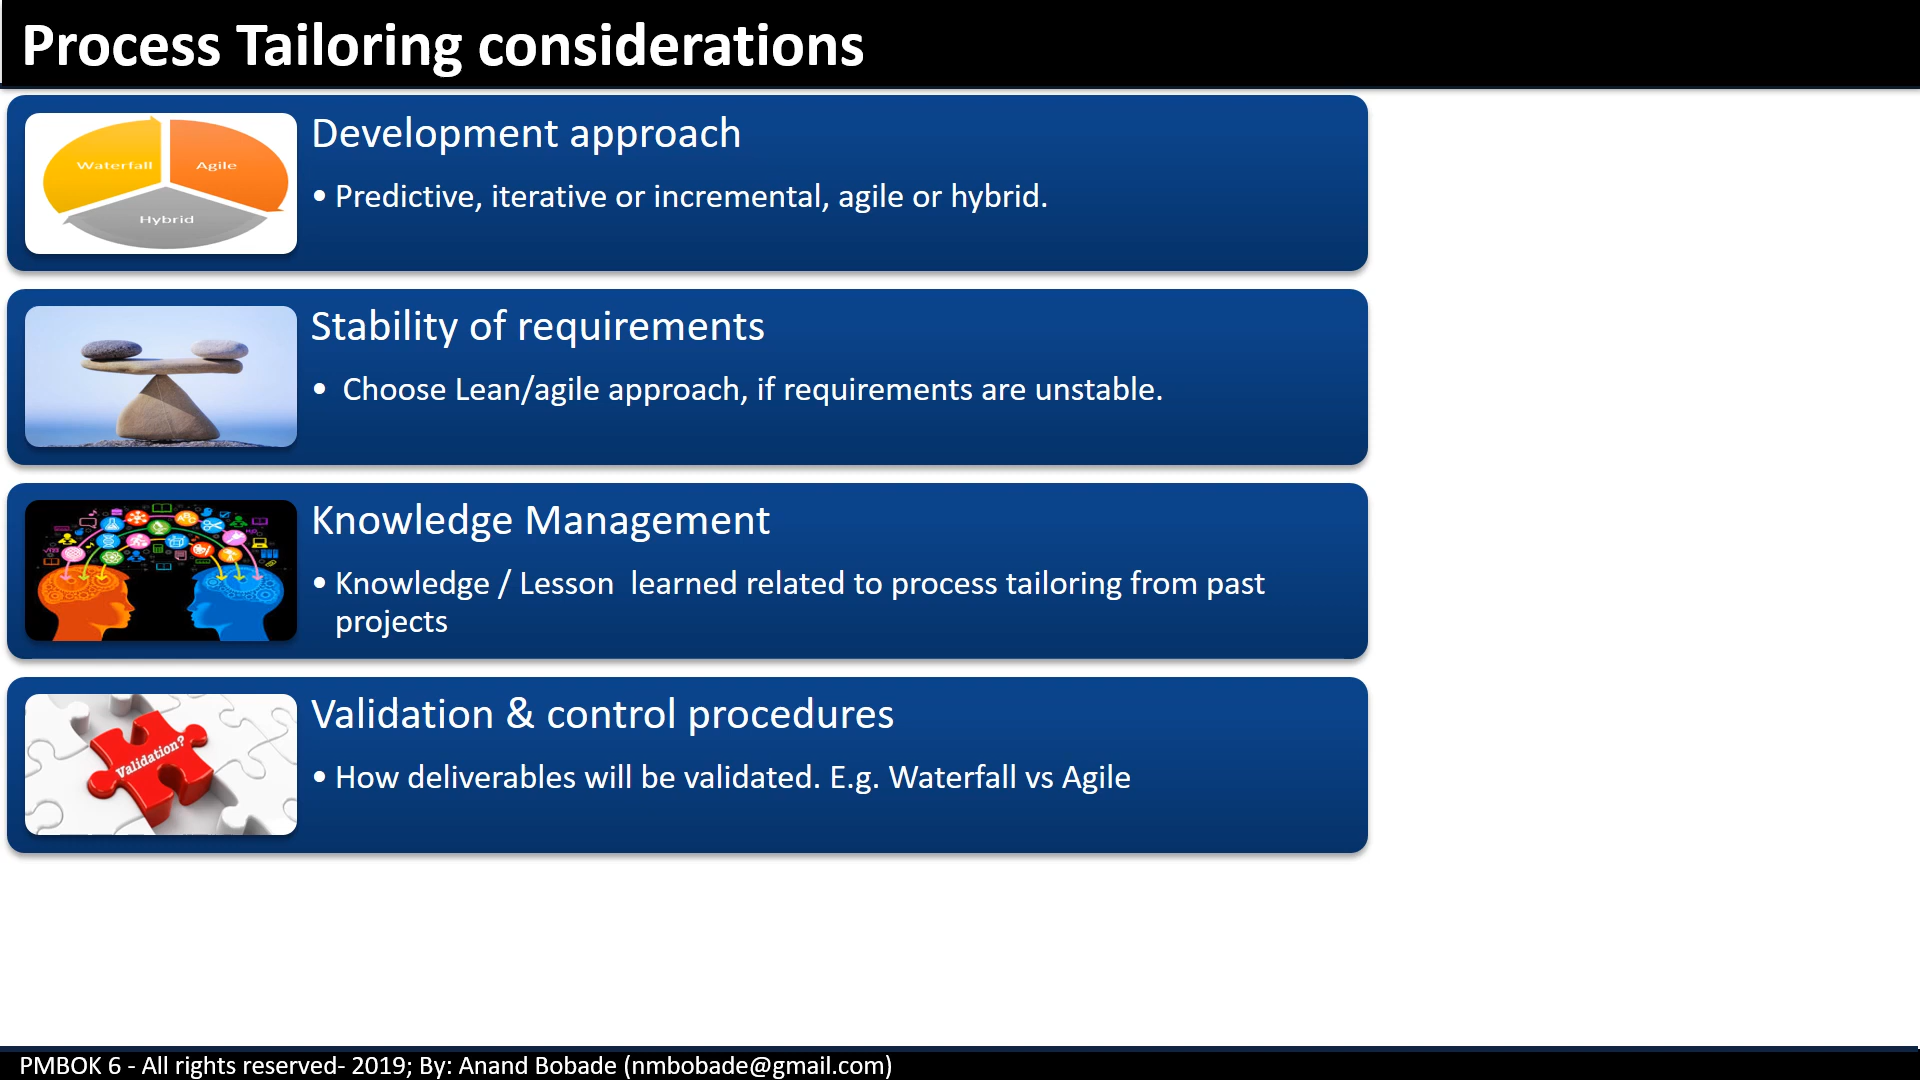 Process Tailoring considerations
Waterfall
Agile
Hybrid
Development approach
• Predictive, iterative or incremental, agile or hybrid.
Stability of requirements
• Choose Lean/agile approach, if requirements are unstable.
Knowledge Management
• Knowledge / Lesson  learned related to process tailoring from past
projects
Validation?
Validation & control procedures
• How deliverables will be validated. E.g. Waterfall vs Agile
PMBOK 6 - All rights reserved- 2019; By: Anand Bobade (nmbobade@gmail.com)